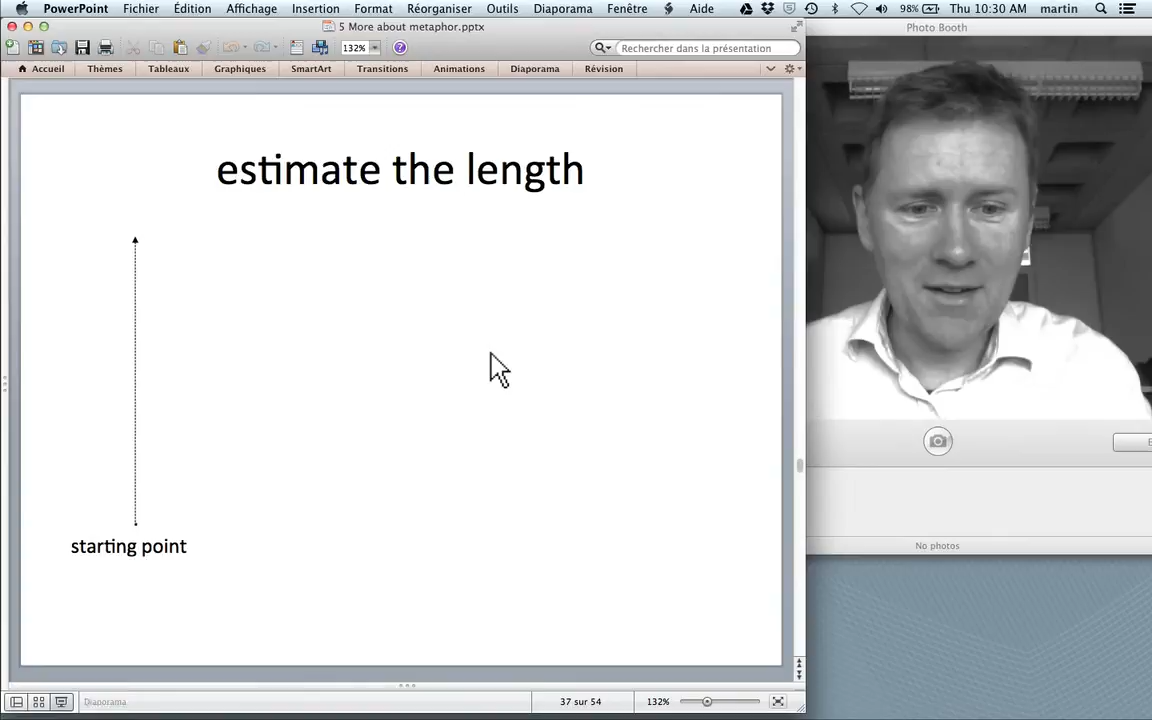 PowerPoint Fichier Édition Affichage Insertion Format Réorganiser Outils Diaporama Fenêtre Aide 98% Thu 10:30 AM martin
5 More about metaphor.pptx
Photo Booth
132% Rechercher dans la présentation
Accueil Thèmes Tableaux Graphiques SmartArt Transitions Animations Diaporama Révision
estimate the length
starting point
No photos
Diaporama 37 sur 54 132%